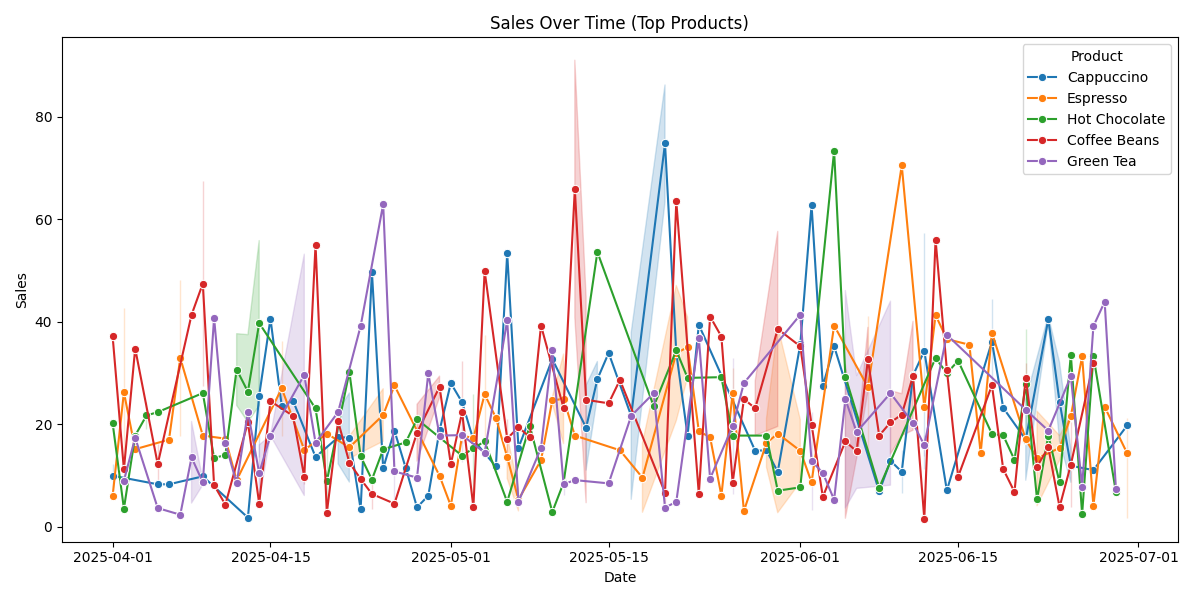 Sales Over Time (Top Products)
Product
Cappuccino
Espresso
Hot Chocolate
Coffee Beans
Green Tea
Sales
80
60
40
20
0
2025-04-01 2025-04-15 2025-05-01 2025-05-15 2025-06-01 2025-06-15 2025-07-01
Date